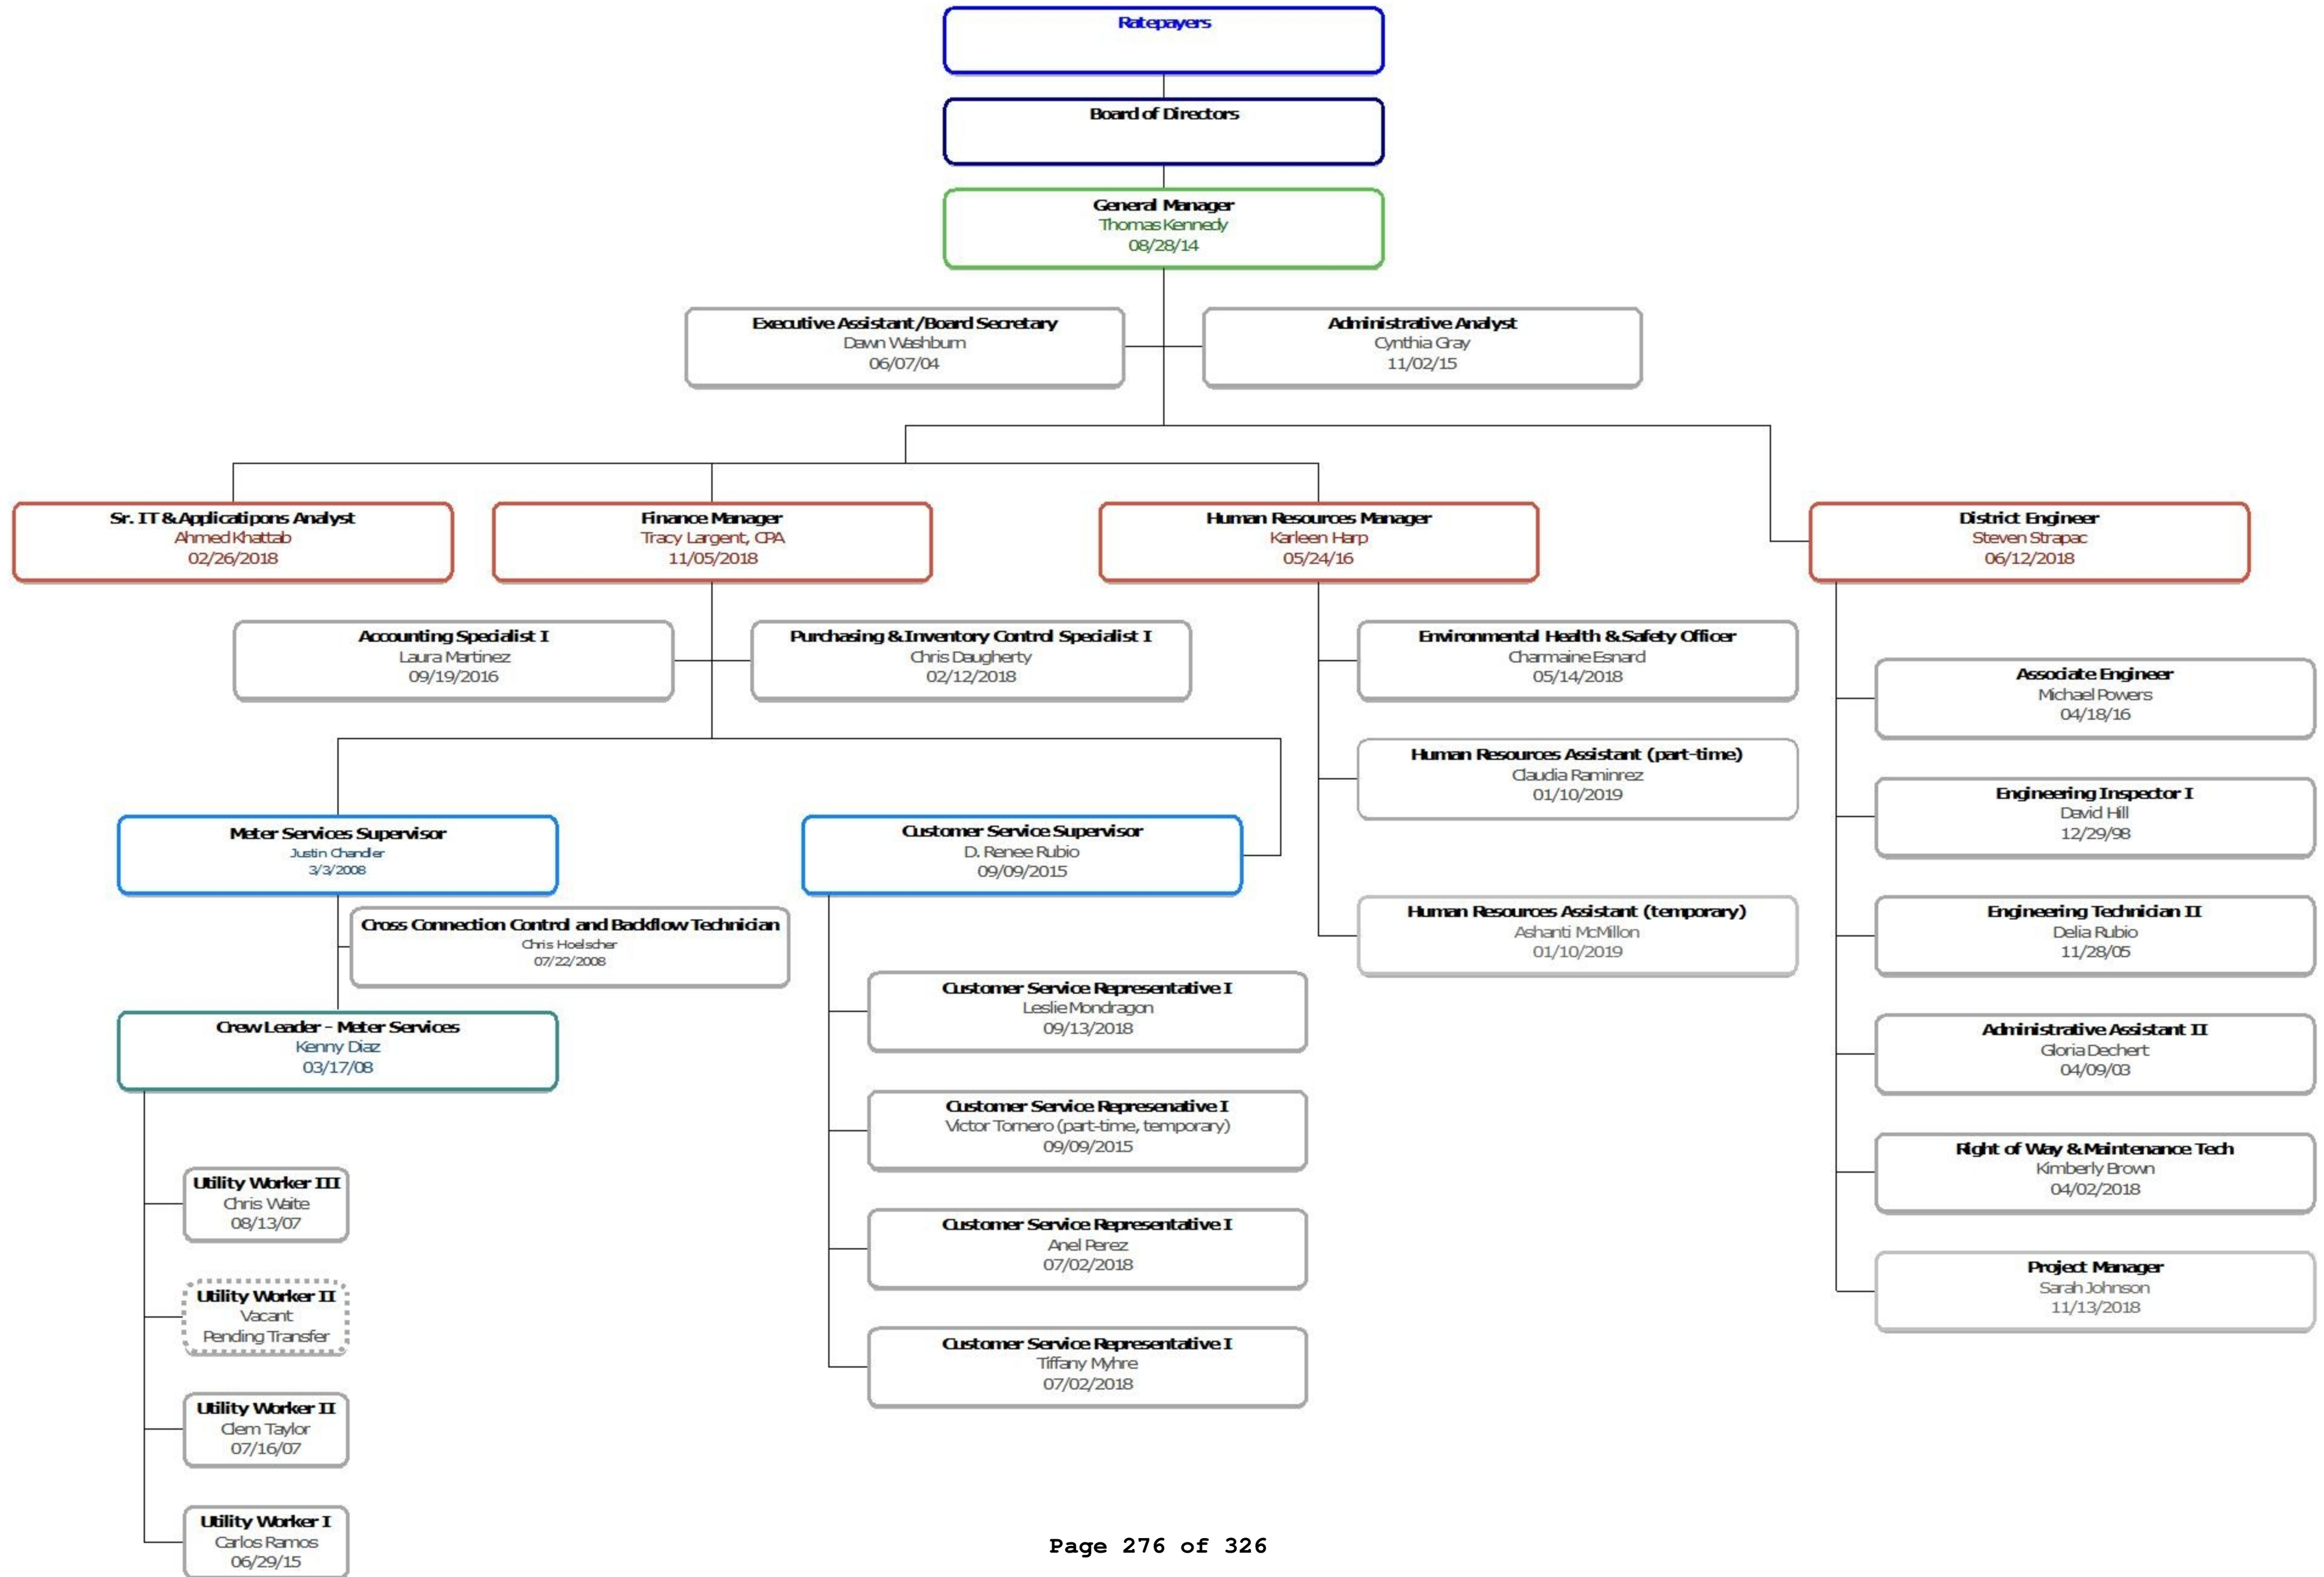 Ratepayers
Board of Directors
General Manager
Thomas Kennedy
08/28/14
Executive Assistant/Board Secretary
Dawn Washburn
06/07/04
Administrative Analyst
Cynthia Gray
11/02/15
Sr. IT & Applicatipons Analyst
Ahmed Khattab
02/26/2018
Finance Manager
Tracy Largent, CPA
11/05/2018
Human Resources Manager
Karleen Harp
05/24/16
District Engineer
Steven Strapac
06/12/2018
Accounting Specialist I
Laura Martinez
09/19/2016
Purchasing & Inventory Control Specialist I
Chris Daugherty
02/12/2018
Environmental Health & Safety Officer
Charmaine Esnard
05/14/2018
Associate Engineer
Michael Powers
04/18/16
Human Resources Assistant (part-time)
Claudia Raminrez
01/10/2019
Engineering Inspector I
David Hill
12/29/98
Meter Services Supervisor
Justin Chandler
3/3/2008
Customer Service Supervisor
D. Renee Rubio
09/09/2015
Human Resources Assistant (temporary)
Ashanti McMillon
01/10/2019
Engineering Technician II
Delia Rubio
11/28/05
Cross Connection Control and Backflow Technician
Chris Hoelscher
07/22/2008
Customer Service Representative I
Leslie Mondragon
09/13/2018
Crew Leader - Meter Services
Kenny Diaz
03/17/08
Administrative Assistant II
Gloria Dechert
04/09/03
Customer Service Represenative I
Victor Tornero (part-time, temporary)
09/09/2015
Right of Way & Maintenance Tech
Kimberly Brown
04/02/2018
Utility Worker III
Chris Waite
08/13/07
Customer Service Representative I
Anel Perez
07/02/2018
Project Manager
Sarah Johnson
11/13/2018
Utility Worker II
Vacant
Pending Transfer
Customer Service Representative I
Tiffany Myhre
07/02/2018
Utility Worker II
Clem Taylor
07/16/07
Utility Worker I
Carlos Ramos
06/29/15
Page 276 of 326